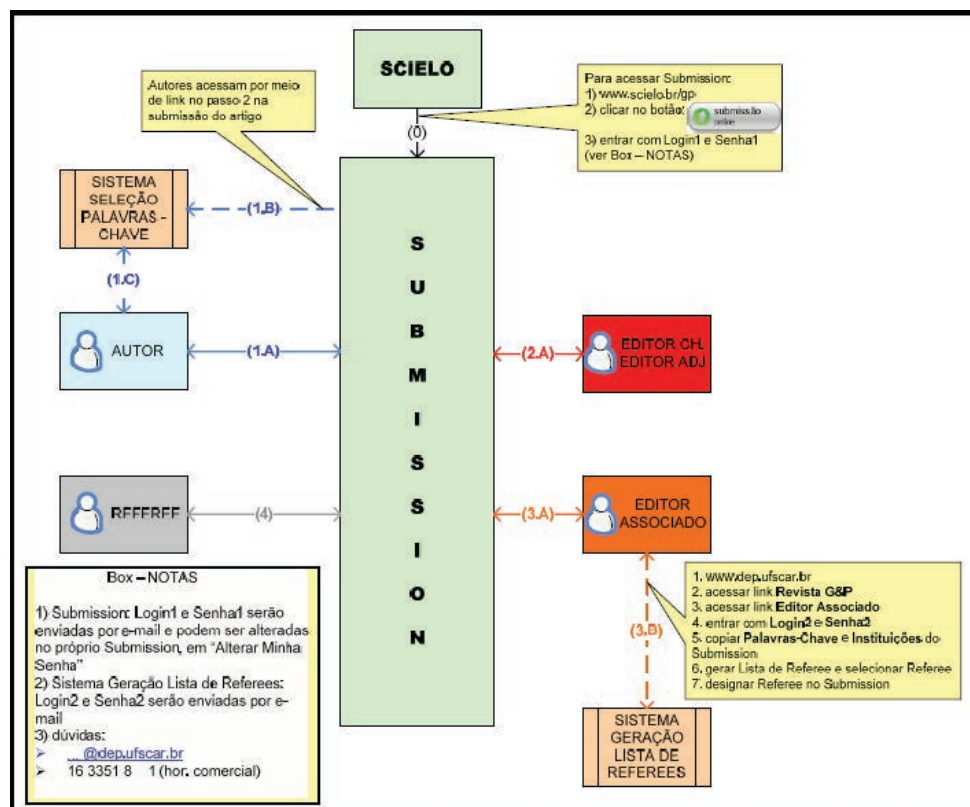 SCIELO
Autores acessam por meio
de link no passo 2 na
submissão do artigo
Para acessar Submission:
1) www.scielo.br/gp
2) clicar no botão:
submissão
online
3) entrar com Login1 e Senha1
(ver Box – NOTAS)
(0)
SISTEMA
SELEÇÃO
PALAVRAS -
CHAVE
(1.B)
(1.C)
S
U
B
M
I
S
S
I
O
N
AUTOR
(1.A)
(2.A)
EDITOR CH.
EDITOR ADJ
REFEREE
(4)
(3.A)
EDITOR
ASSOCIADO
Box – NOTAS
1) Submission: Login1 e Senha1 serão
enviadas por e-mail e podem ser alteradas
no próprio Submission, em “Alterar Minha
Senha”
2) Sistema Geração Lista de Referees:
Login2 e Senha2 serão enviadas por e-
mail
3) dúvidas:
➢ ... @dep.ufscar.br
➢ 16 3351 8 1 (hor. comercial)
(3.B)
1. www.dep.ufscar.br
2. acessar link Revista G&P
3. acessar link Editor Associado
4. entrar com Login2 e Senha2
5. copiar Palavras-Chave e Instituições do
Submission
6. gerar Lista de Referee e selecionar Referee
7. designar Referee no Submission
SISTEMA
GERAÇÃO
LISTA DE
REFEREES